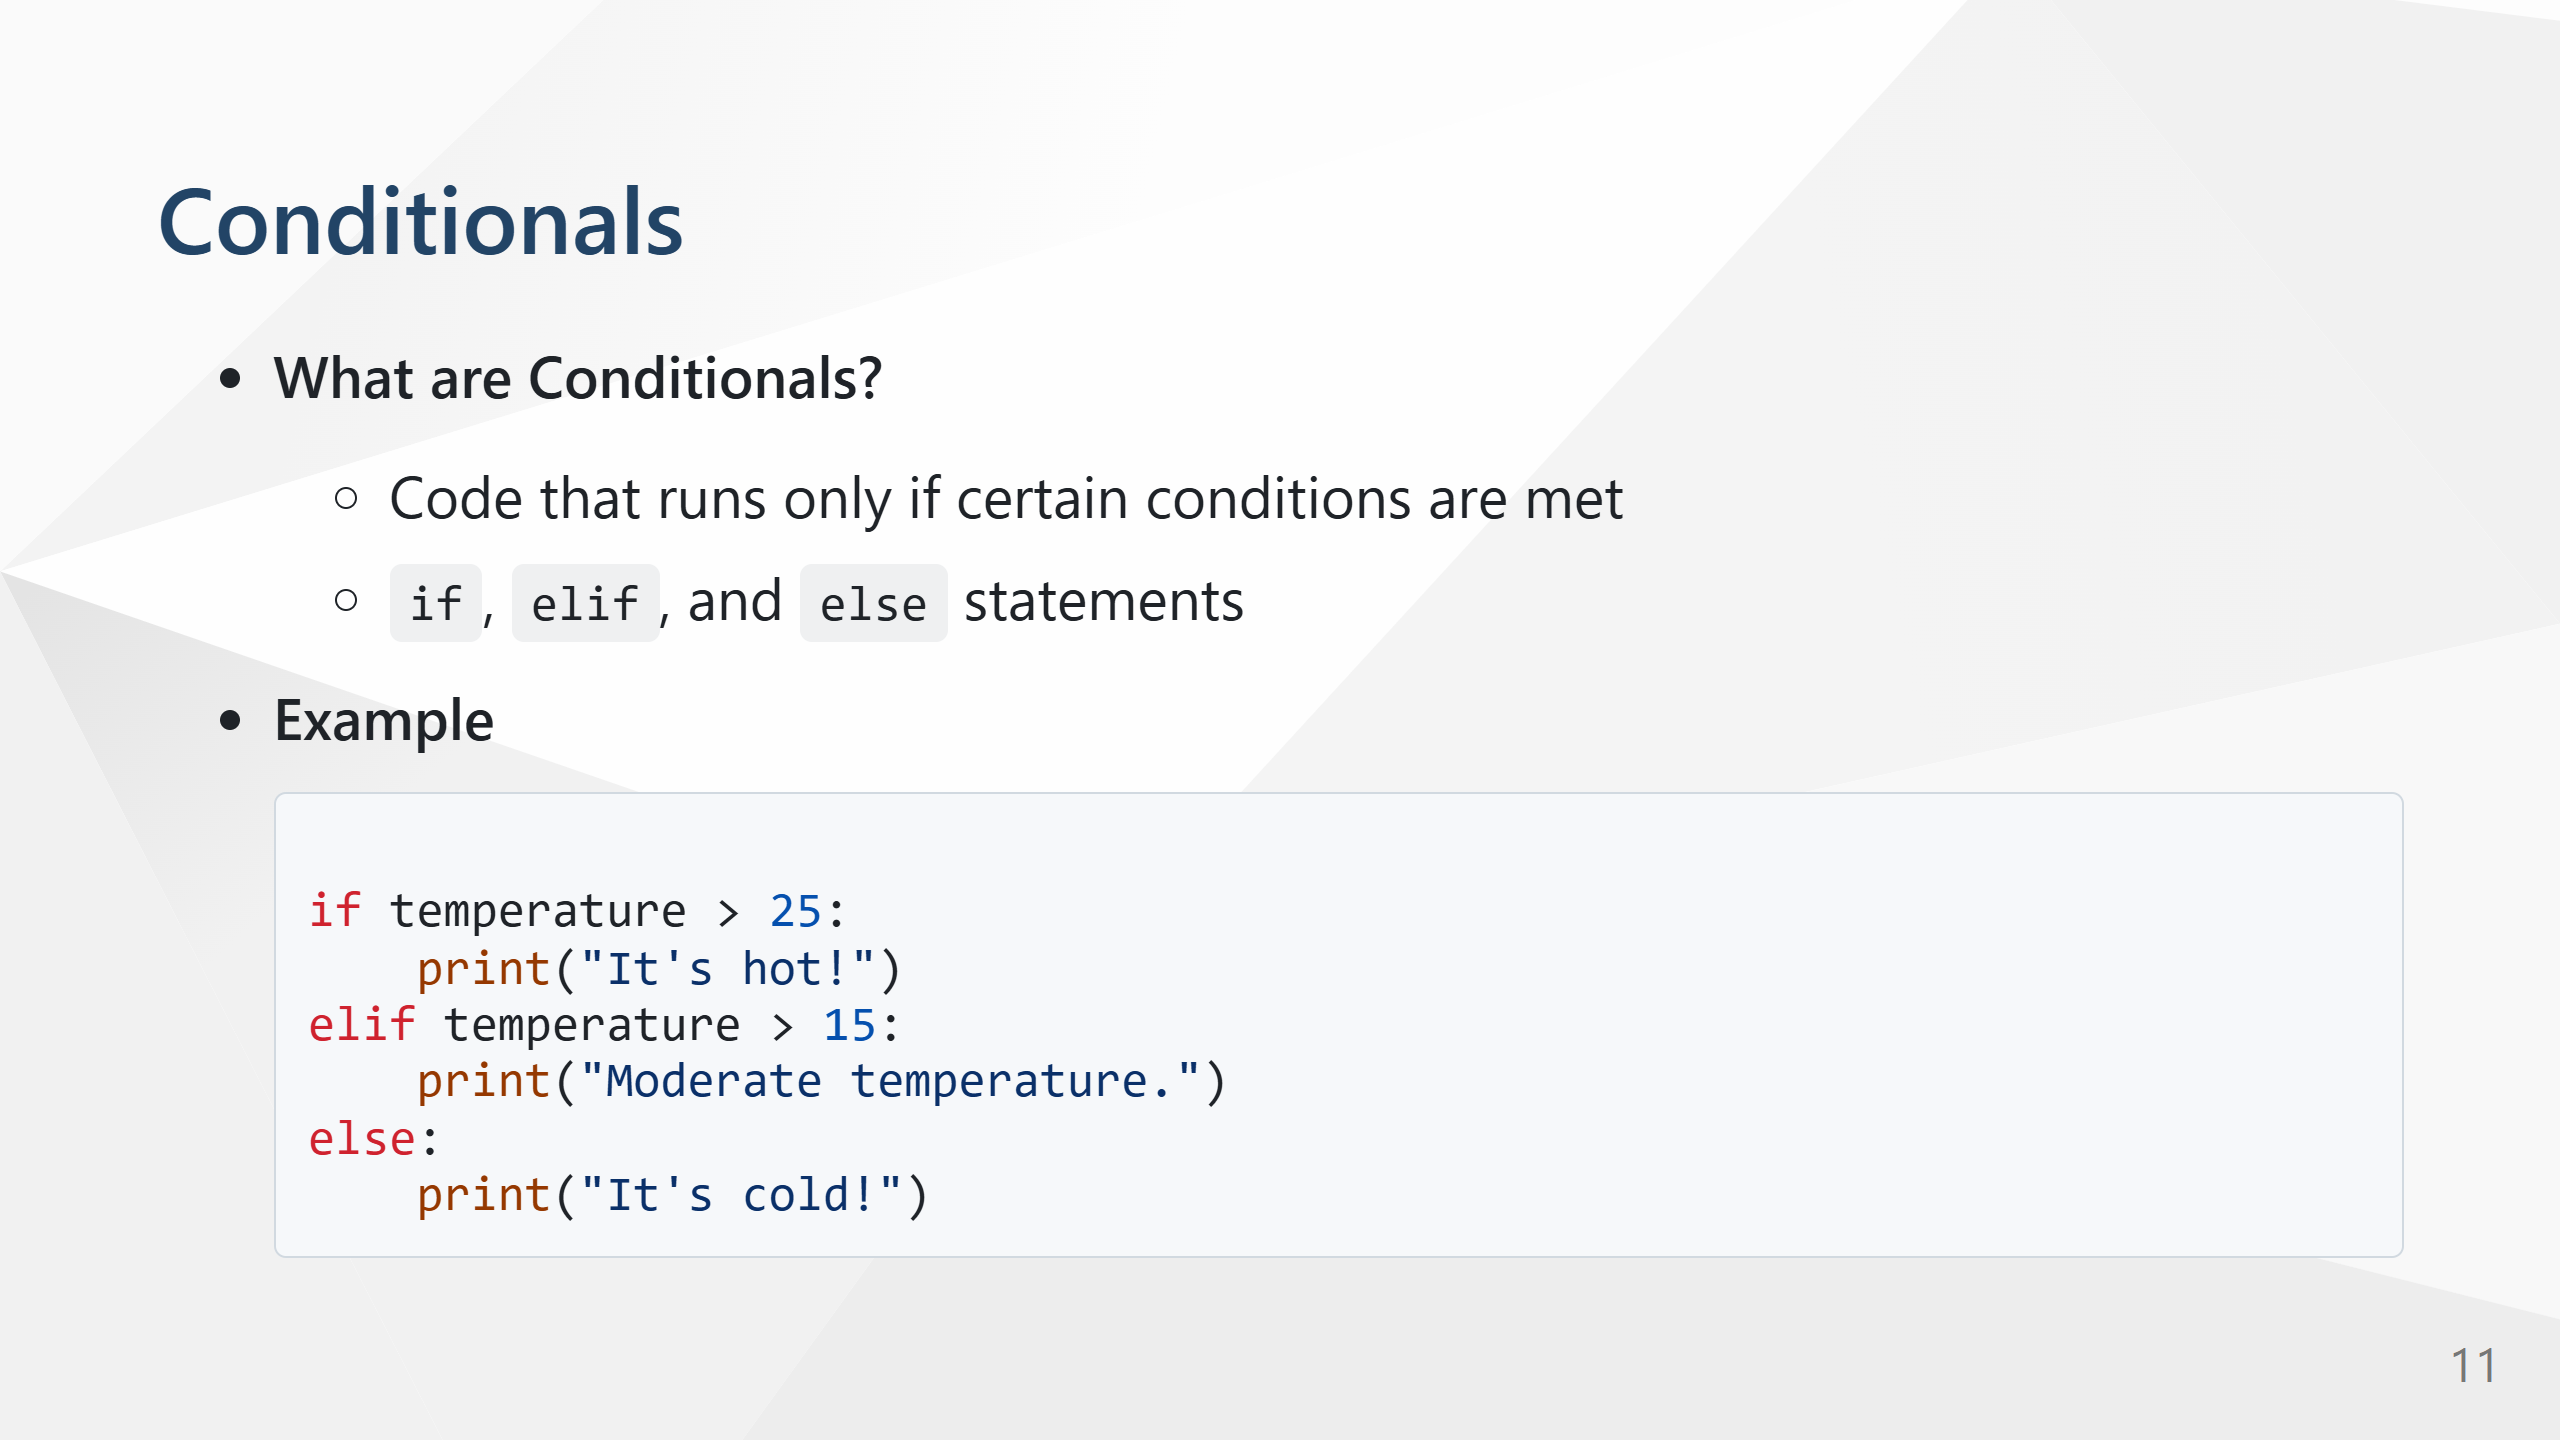 Conditionals
What are Conditionals?
Code that runs only if certain conditions are met
if, elif, and else statements
Example
if temperature > 25:
    print("It's hot!")
elif temperature > 15:
    print("Moderate temperature.")
else:
    print("It's cold!")
11